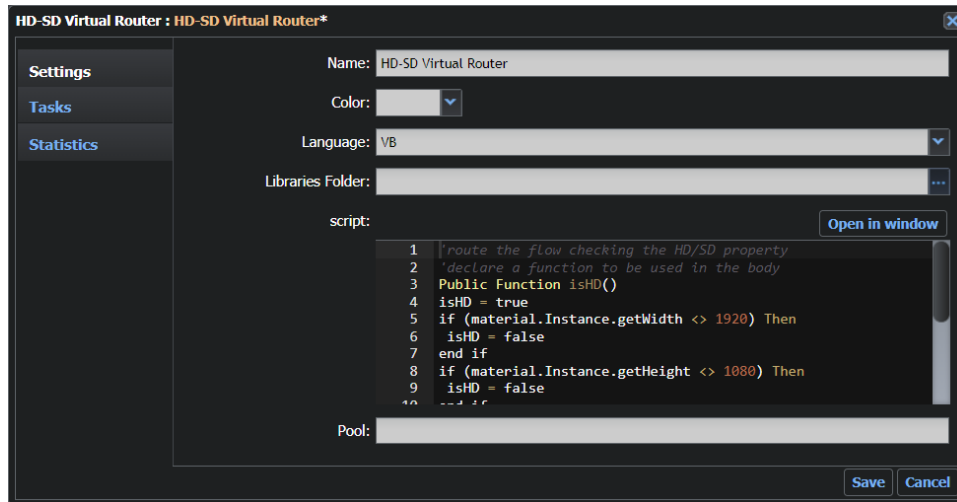 HD-SD Virtual Router : HD-SD Virtual Router*
Settings
Tasks
Statistics
Name: HD-SD Virtual Router
Color:
Language: VB
Libraries Folder: ...
script:
Open in window
1 'route the flow checking the HD/SD property
2 'declare a function to be used in the body
3 Public Function isHD()
4 isHD = true
5 if (material.Instance.getWidth <> 1920) Then
6 isHD = false
7 end if
8 if (material.Instance.getHeight <> 1080) Then
9 isHD = false
10 end if
Pool:
Save Cancel